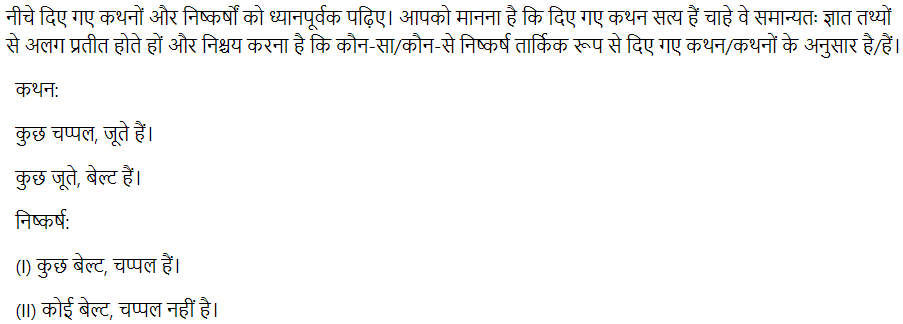 नीचे दिए गए कथनों और निष्कर्षों को ध्यानपूर्वक पढ़िए। आपको मानना है कि दिए गए कथन सत्य हैं चाहे वे समान्यतः ज्ञात तथ्यों
से अलग प्रतीत होते हों और निश्चय करना है कि कौन-सा/कौन-से निष्कर्ष तार्किक रूप से दिए गए कथन/कथनों के अनुसार है/हैं।
कथन:
कुछ चप्पल, जूते हैं।
कुछ जूते, बेल्ट हैं।
निष्कर्ष:
(I) कुछ बेल्ट, चप्पल हैं।
(II) कोई बेल्ट, चप्पल नहीं है।